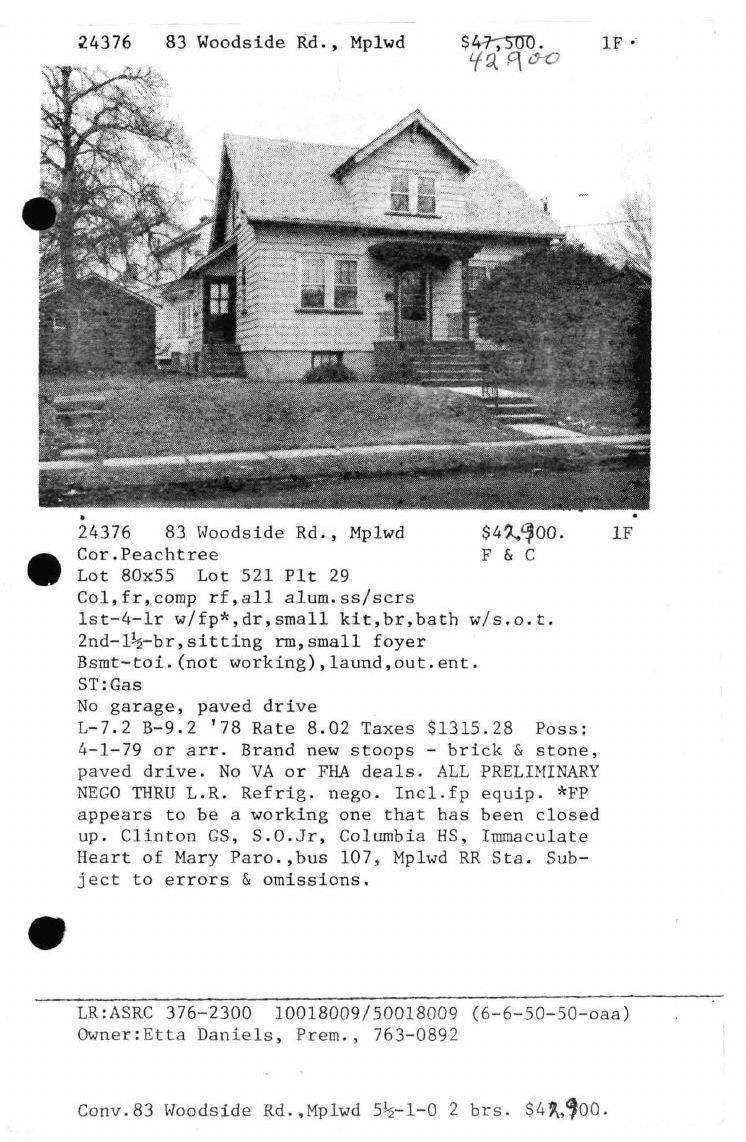 24376 83 Woodside Rd., Mplwd $47,500. 1F
42900
24376 83 Woodside Rd., Mplwd $42,900. 1F
Cor.Peachtree F & C
Lot 80x55 Lot 521 Plt 29
Col,fr,comp rf,all alum.ss/scrs
1st-4-lr w/fp*,dr,small kit,br,bath w/s.o.t.
2nd-1½-br,sitting rm,small foyer
Bsmt-toi.(not working),laund,out.ent.
ST:Gas
No garage, paved drive
L-7.2 B-9.2 '78 Rate 8.02 Taxes $1315.28 Poss:
4-1-79 or arr. Brand new stoops - brick & stone,
paved drive. No VA or FHA deals. ALL PRELIMINARY
NEGO THRU L.R. Refrig. nego. Incl.fp equip. *FP
appears to be a working one that has been closed
up. Clinton GS, S.O.Jr, Columbia HS, Immaculate
Heart of Mary Paro.,bus 107, Mplwd RR Sta. Sub-
ject to errors & omissions.
LR:ASRC 376-2300 10018009/50018009 (6-6-50-50-oaa)
Owner:Etta Daniels, Prem., 763-0892
Conv.83 Woodside Rd.,Mplwd 5½-1-0 2 brs. $42,900.